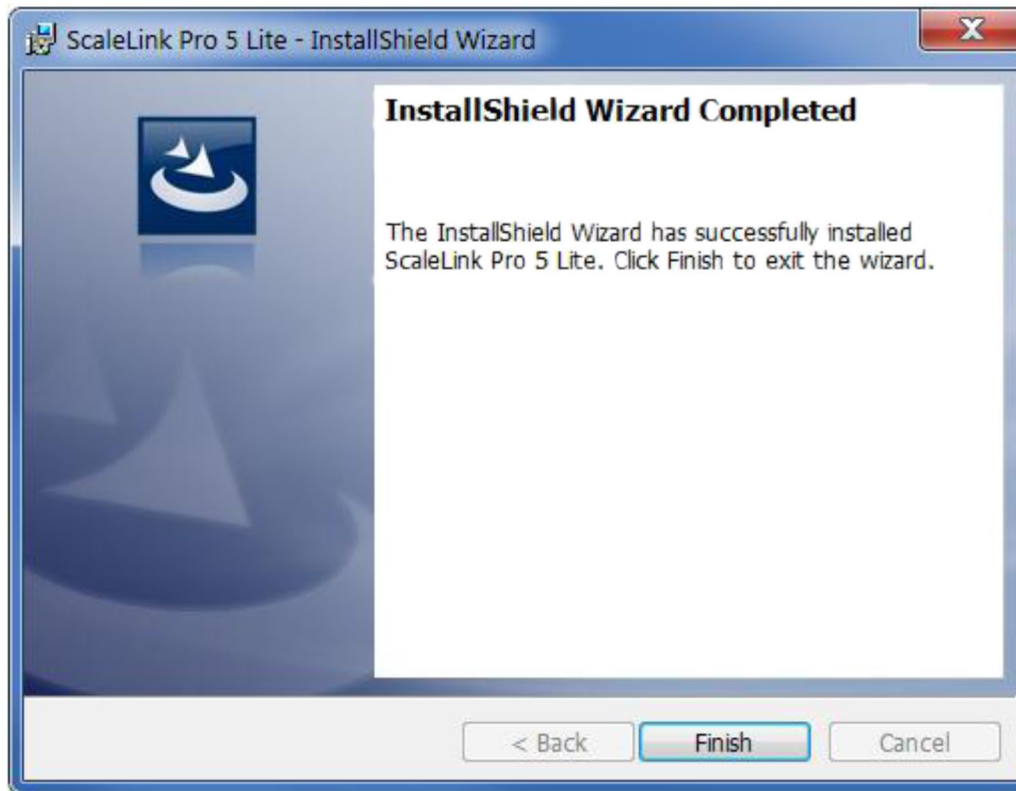 ScaleLink Pro 5 Lite - InstallShield Wizard
InstallShield Wizard Completed
The InstallShield Wizard has successfully installed
ScaleLink Pro 5 Lite. Click Finish to exit the wizard.
< Back
Finish
Cancel